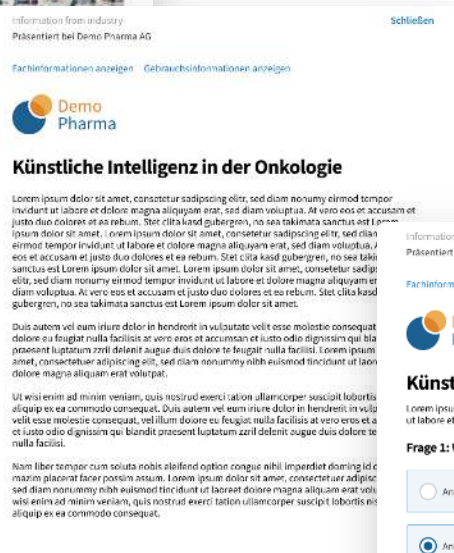 Information from industry
Schließen
Präsentiert bei Demo Pharma AG
Fachinformationen anzeigen Gebrauchsinformationen anzeigen
Demo
Pharma
Künstliche Intelligenz in der Onkologie
Lorem ipsum dolor sit amet, consetetur sadipscing elitr, sed diam nonumy eirmod tempor
invidunt ut labore et dolore magna aliquyam erat, sed diam voluptua. At vero eos et accusam et
justo duo dolores et ea rebum. Stet clita kasd gubergren, no sea takimata sanctus est Lorem
ipsum dolor sit amet. Lorem ipsum dolor sit amet, consetetur sadipscing elitr, sed diam
eirmod tempor invidunt ut labore et dolore magna aliquyam erat, sed diam voluptua.
eos et accusam et justo duo dolores et ea rebum. Stet clita kasd gubergren, no sea
sanctus est Lorem ipsum dolor sit amet. Lorem ipsum dolor sit amet, consetetur
elitr, sed diam nonumy eirmod tempor invidunt ut labore et dolore magna aliquyam
diam voluptua. At vero eos et accusam et justo duo dolores et ea rebum. Stet clita
gubergren, no sea takimata sanctus est Lorem ipsum dolor sit amet.
Duis autem vel eum iriure dolor in hendrerit in vulputate velit esse molestie consequat
dolore eu feugiat nulla facilisis at vero eros et accumsan et iusto odio dignissim qui
praesent luptatum zzril delenit augue duis dolore te feugait nulla facilisi. Lorem ipsum
amet, consectetuer adipiscing elit, sed diam nonummy nibh euismod tincidunt ut
dolore magna aliquam erat volutpat.
Ut wisi enim ad minim veniam, quis nostrud exerci tation ullamcorper suscipit lobortis
aliquip ex ea commodo consequat. Duis autem vel eum iriure dolor in hendrerit in
velit esse molestie consequat, vel illum dolore eu feugiat nulla facilisis at vero eros et
et iusto odio dignissim qui blandit praesent luptatum zzril delenit augue duis dolore te
nulla facilisi.
Nam liber tempor cum soluta nobis eleifend option congue nihil imperdiet doming id
mazim placerat facer possim assum. Lorem ipsum dolor sit amet, consectetuer
sed diam nonummy nibh euismod tincidunt ut laoreet dolore magna aliquam erat
wisi enim ad minim veniam, quis nostrud exerci tation ullamcorper suscipit lobortis
aliquip ex ea commodo consequat.
Information
Präsentiert
Fachinform
Künst
Lorem ipsu
ut labore et
Frage 1:
An
An